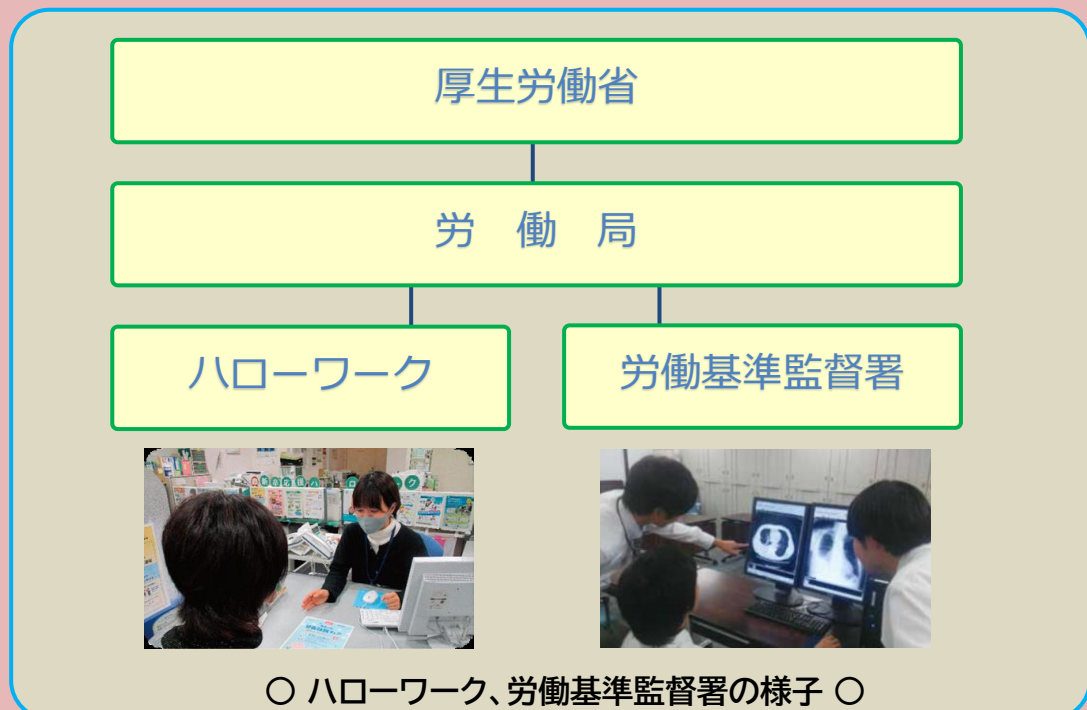 厚生労働省
労　働　局
ハローワーク
労働基準監督署
○ ハローワーク、労働基準監督署の様子 ○